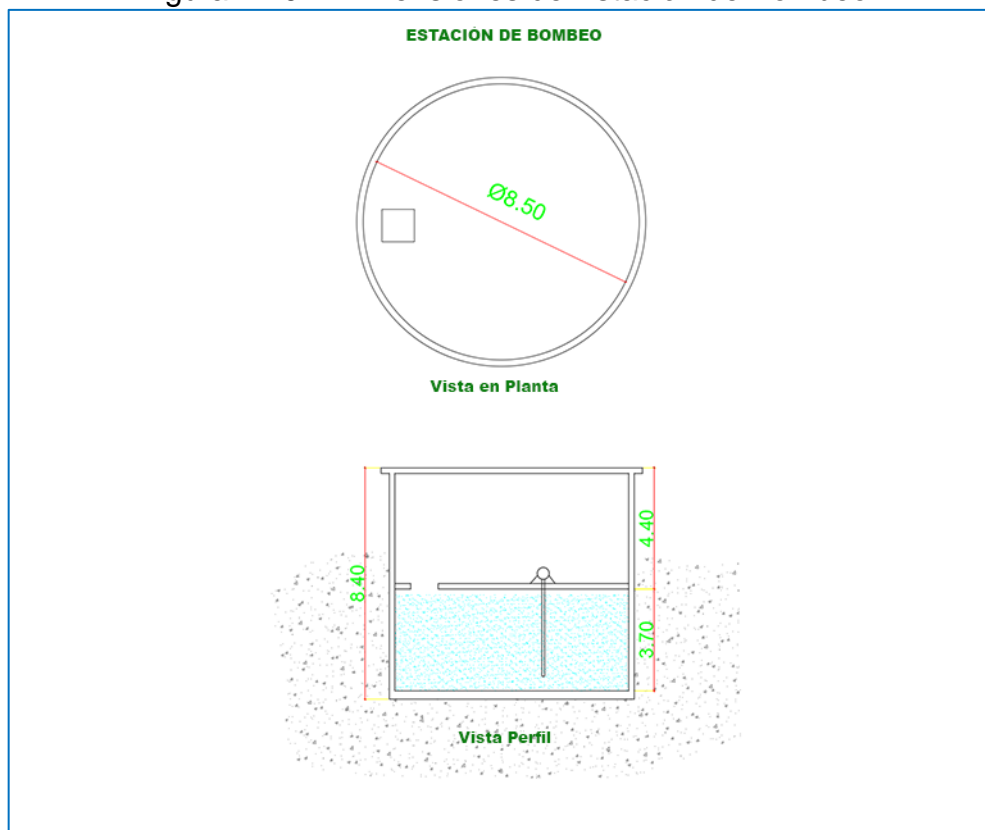 ESTACIÓN DE BOMBEO
Ø8.50
Vista en Planta
4.40
8.40
3.70
Vista Perfil